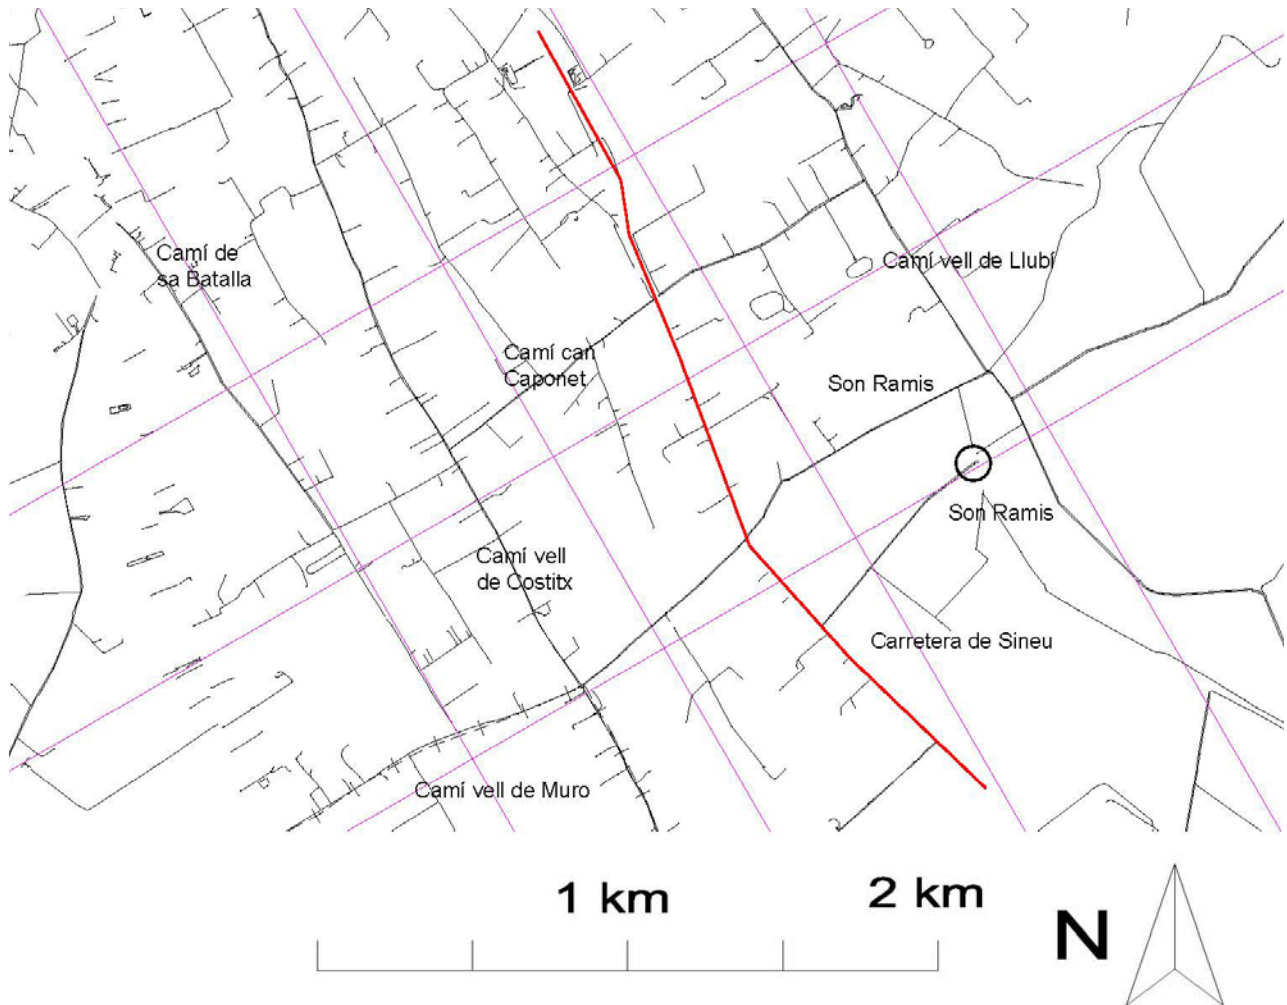 Camí de
sa Batalla
Camí vell de Llubí
Camí can
Caponet
Son Ramis
Son Ramis
Camí vell
de Costitx
Carretera de Sineu
Camí vell de Muro
1 km
2 km
N